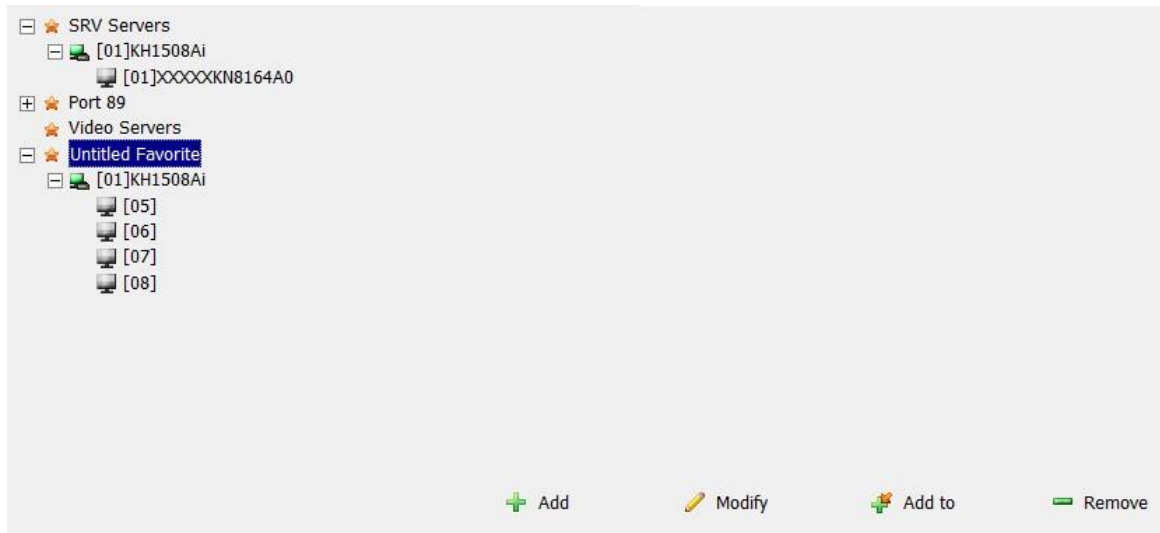 SRV Servers
[01]KH1508Ai
[01]XXXXXKN8164A0
Port 89
Video Servers
Untitled Favorite
[01]KH1508Ai
[05]
[06]
[07]
[08]
Add Modify Add to Remove